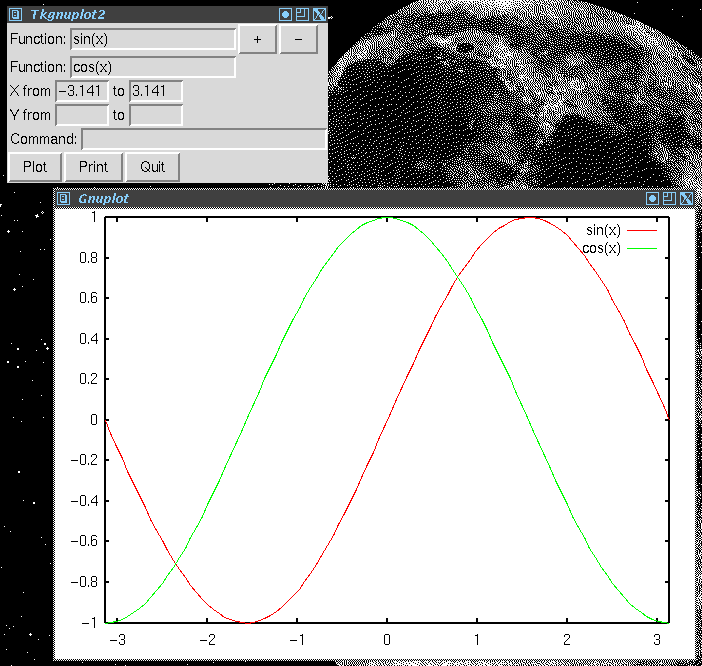 Tkgnuplot2
Function: sin(x) + −
Function: cos(x)
X from −3.141 to 3.141
Y from to
Command:
Plot Print Quit
Gnuplot
1
0.8
0.6
0.4
0.2
0
−0.2
−0.4
−0.6
−0.8
−1
−3 −2 −1 0 1 2 3
sin(x)
cos(x)